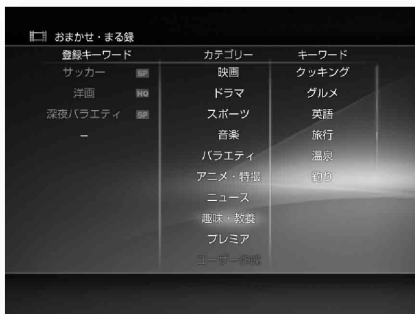 おまかせ・まる録
登録キーワード
サッカー SP
洋画 HQ
深夜バラエティ SP
–
カテゴリー
映画
ドラマ
スポーツ
音楽
バラエティ
アニメ・特撮
ニュース
趣味・教養
プレミア
ユーザー作成
キーワード
クッキング
グルメ
英語
旅行
温泉
釣り